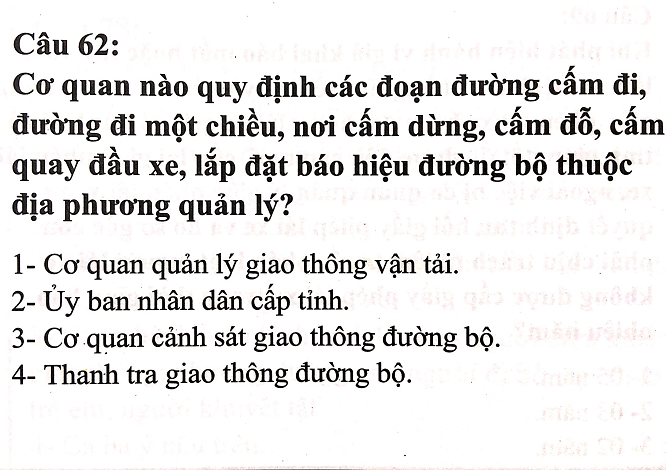 Câu 62:
Cơ quan nào quy định các đoạn đường cấm đi,
đường đi một chiều, nơi cấm dừng, cấm đỗ, cấm
quay đầu xe, lắp đặt báo hiệu đường bộ thuộc
địa phương quản lý?
1- Cơ quan quản lý giao thông vận tải.
2- Ủy ban nhân dân cấp tỉnh.
3- Cơ quan cảnh sát giao thông đường bộ.
4- Thanh tra giao thông đường bộ.